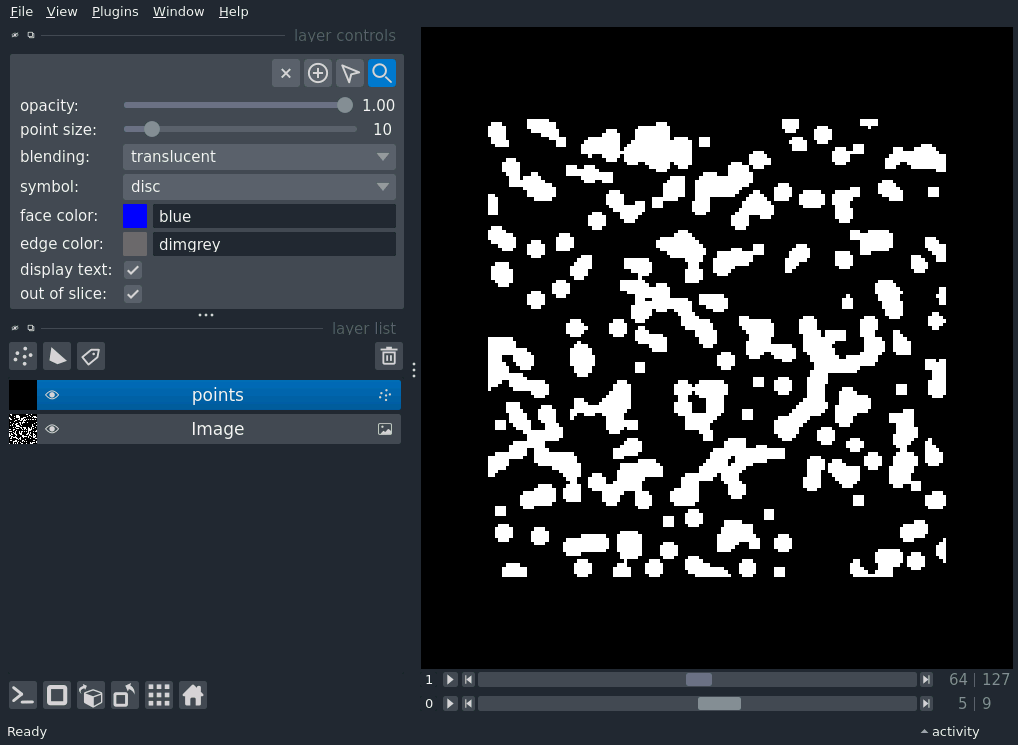 File View Plugins Window Help
layer controls
opacity: 1.00
point size: 10
blending: translucent
symbol: disc
face color: blue
edge color: dimgrey
display text:
out of slice:
layer list
points
Image
1 64 | 127
0 5 | 9
Ready activity